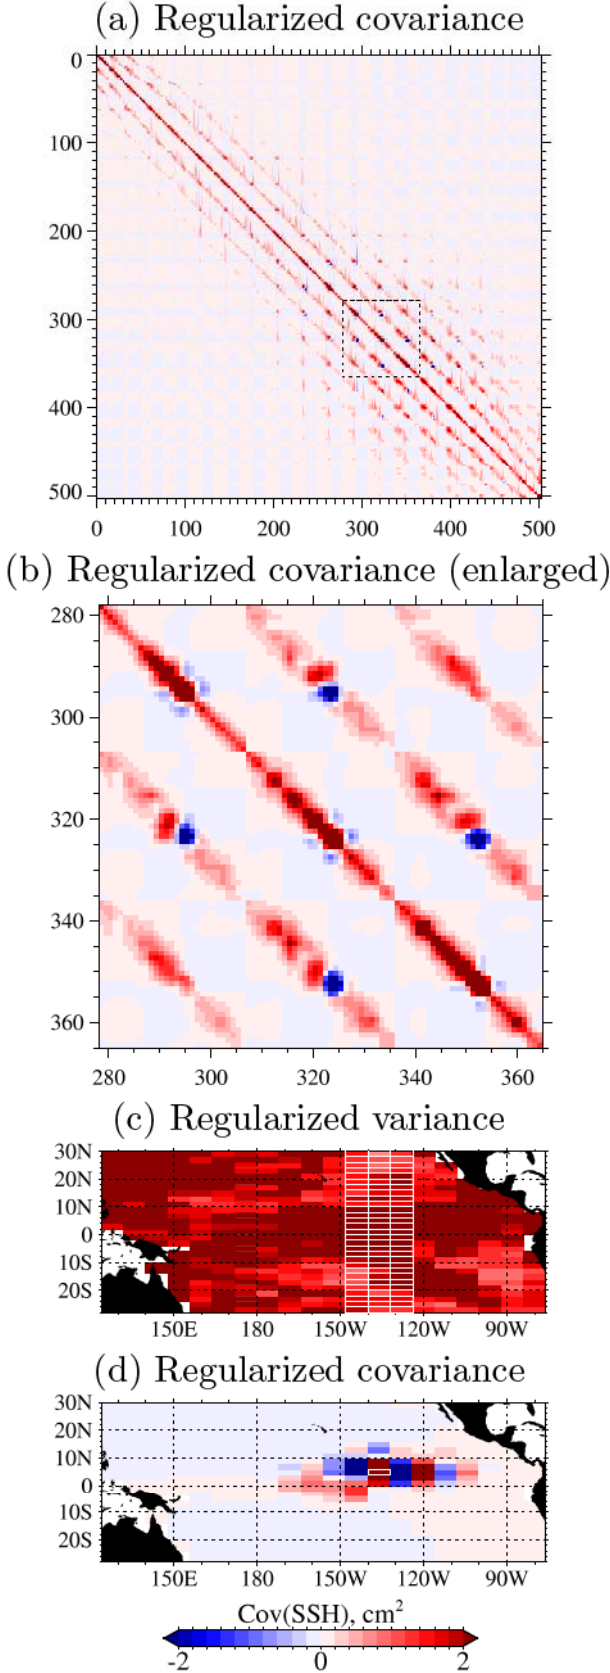 (a) Regularized covariance
0
100
200
300
400
500
0 100 200 300 400 500
(b) Regularized covariance (enlarged)
280
300
320
340
360
280 300 320 340 360
(c) Regularized variance
30N
20N
10N
0
10S
20S
150E 180 150W 120W 90W
(d) Regularized covariance
30N
20N
10N
0
10S
20S
150E 180 150W 120W 90W
Cov(SSH), cm²
-2 0 2